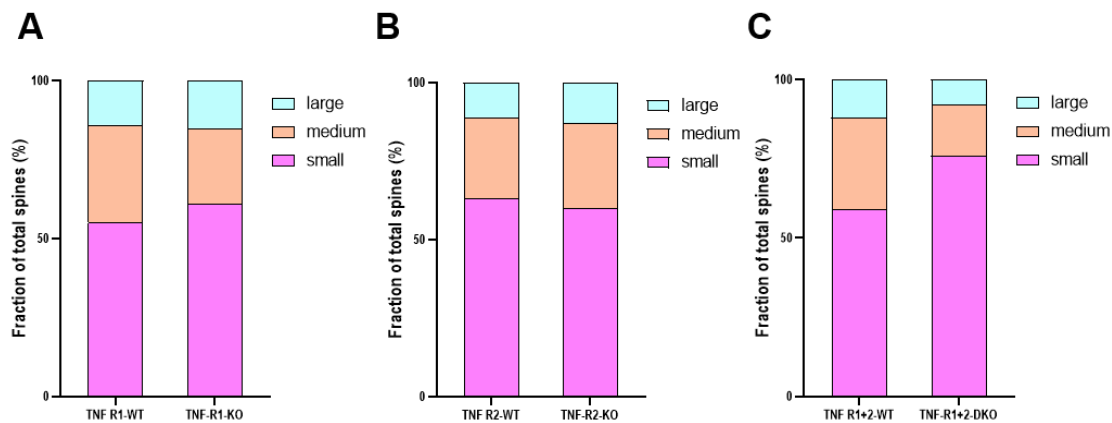 A
Fraction of total spines (%)
100
50
0
TNF R1-WT
TNF-R1-KO
large
medium
small
B
Fraction of total spines (%)
100
50
0
TNF R2-WT
TNF-R2-KO
large
medium
small
C
Fraction of total spines (%)
100
50
0
TNF R1+2-WT
TNF-R1+2-DKO
large
medium
small